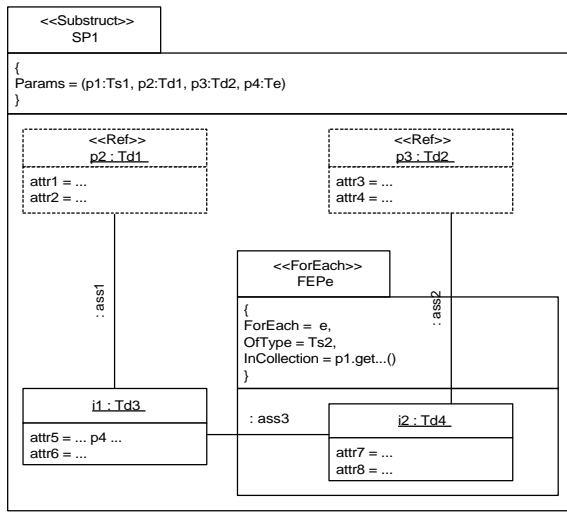 <<Substruct>>
SP1
{
Params = (p1:Ts1, p2:Td1, p3:Td2, p4:Te)
}
<<Ref>>
p2 : Td1
attr1 = ...
attr2 = ...
<<Ref>>
p3 : Td2
attr3 = ...
attr4 = ...
: ass1
: ass2
<<ForEach>>
FEPe
{
ForEach = e,
OfType = Ts2,
InCollection = p1.get...()
}
i1 : Td3
attr5 = ... p4 ...
attr6 = ...
: ass3
i2 : Td4
attr7 = ...
attr8 = ...